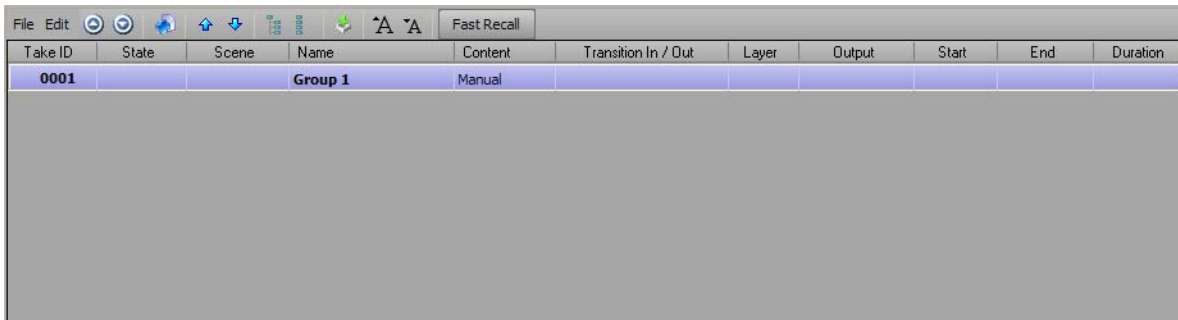 File Edit A A Fast Recall
Take ID State Scene Name Content Transition In / Out Layer Output Start End Duration
0001 Group 1 Manual